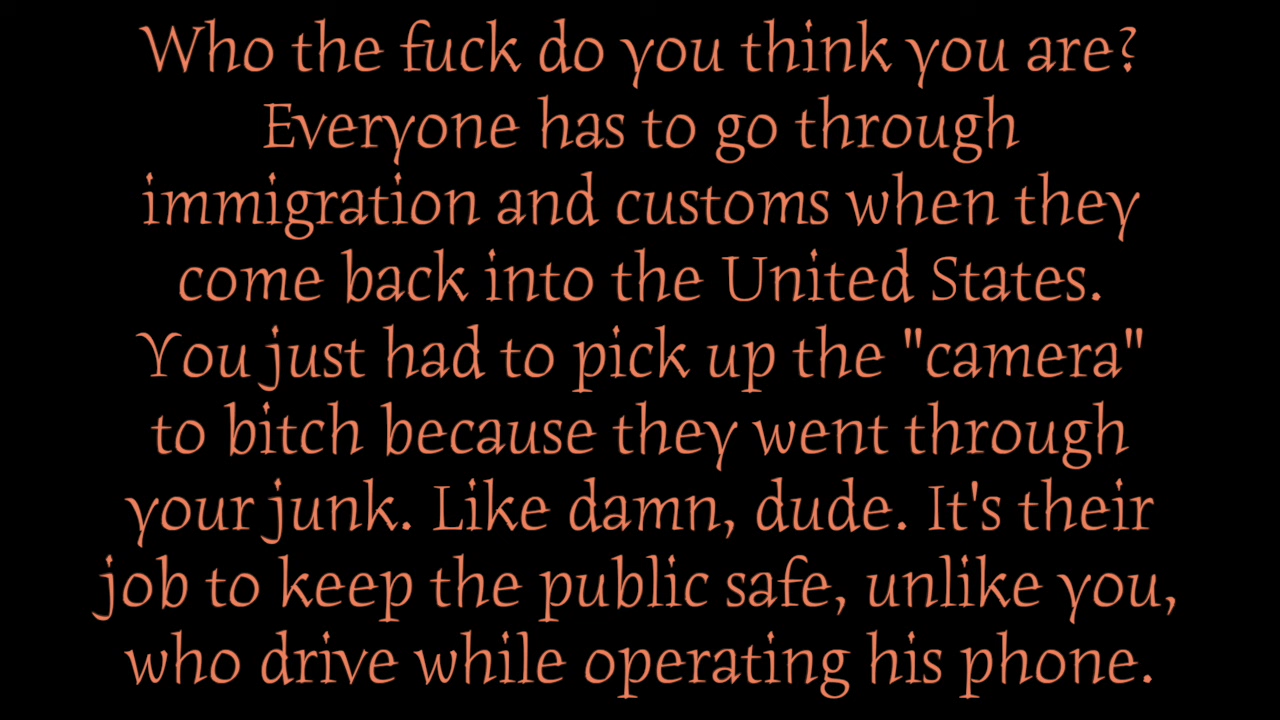 Who the fuck do you think you are?
Everyone has to go through
immigration and customs when they
come back into the United States.
You just had to pick up the "camera"
to bitch because they went through
your junk. Like damn, dude. It's their
job to keep the public safe, unlike you,
who drive while operating his phone.